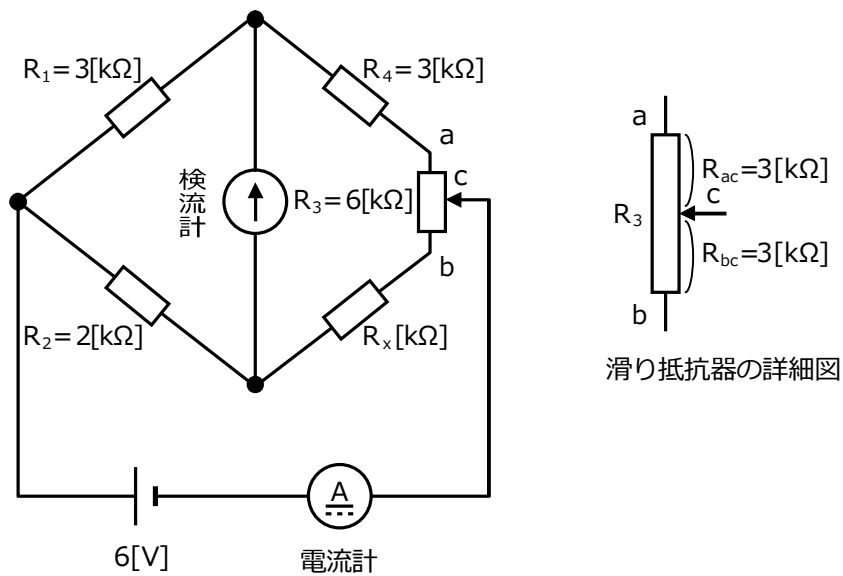 R₁=3[kΩ]
R₄=3[kΩ]
a
c
検流計
R₃=6[kΩ]
b
R₂=2[kΩ]
Rₓ[kΩ]
A
6[V]
電流計
a
R_ac=3[kΩ]
c
R₃
R_bc=3[kΩ]
b
滑り抵抗器の詳細図